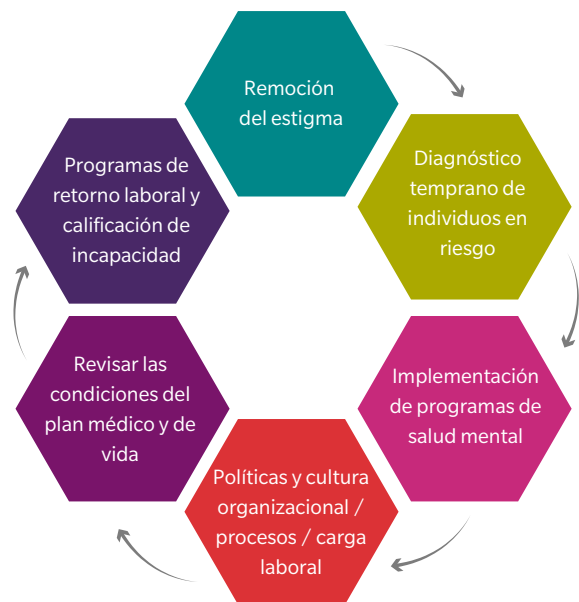 Remoción
del estigma
Diagnóstico
temprano de
individuos en
riesgo
Implementación
de programas de
salud mental
Políticas y cultura
organizacional /
procesos / carga
laboral
Revisar las
condiciones del
plan médico y de
vida
Programas de
retorno laboral y
calificación de
incapacidad